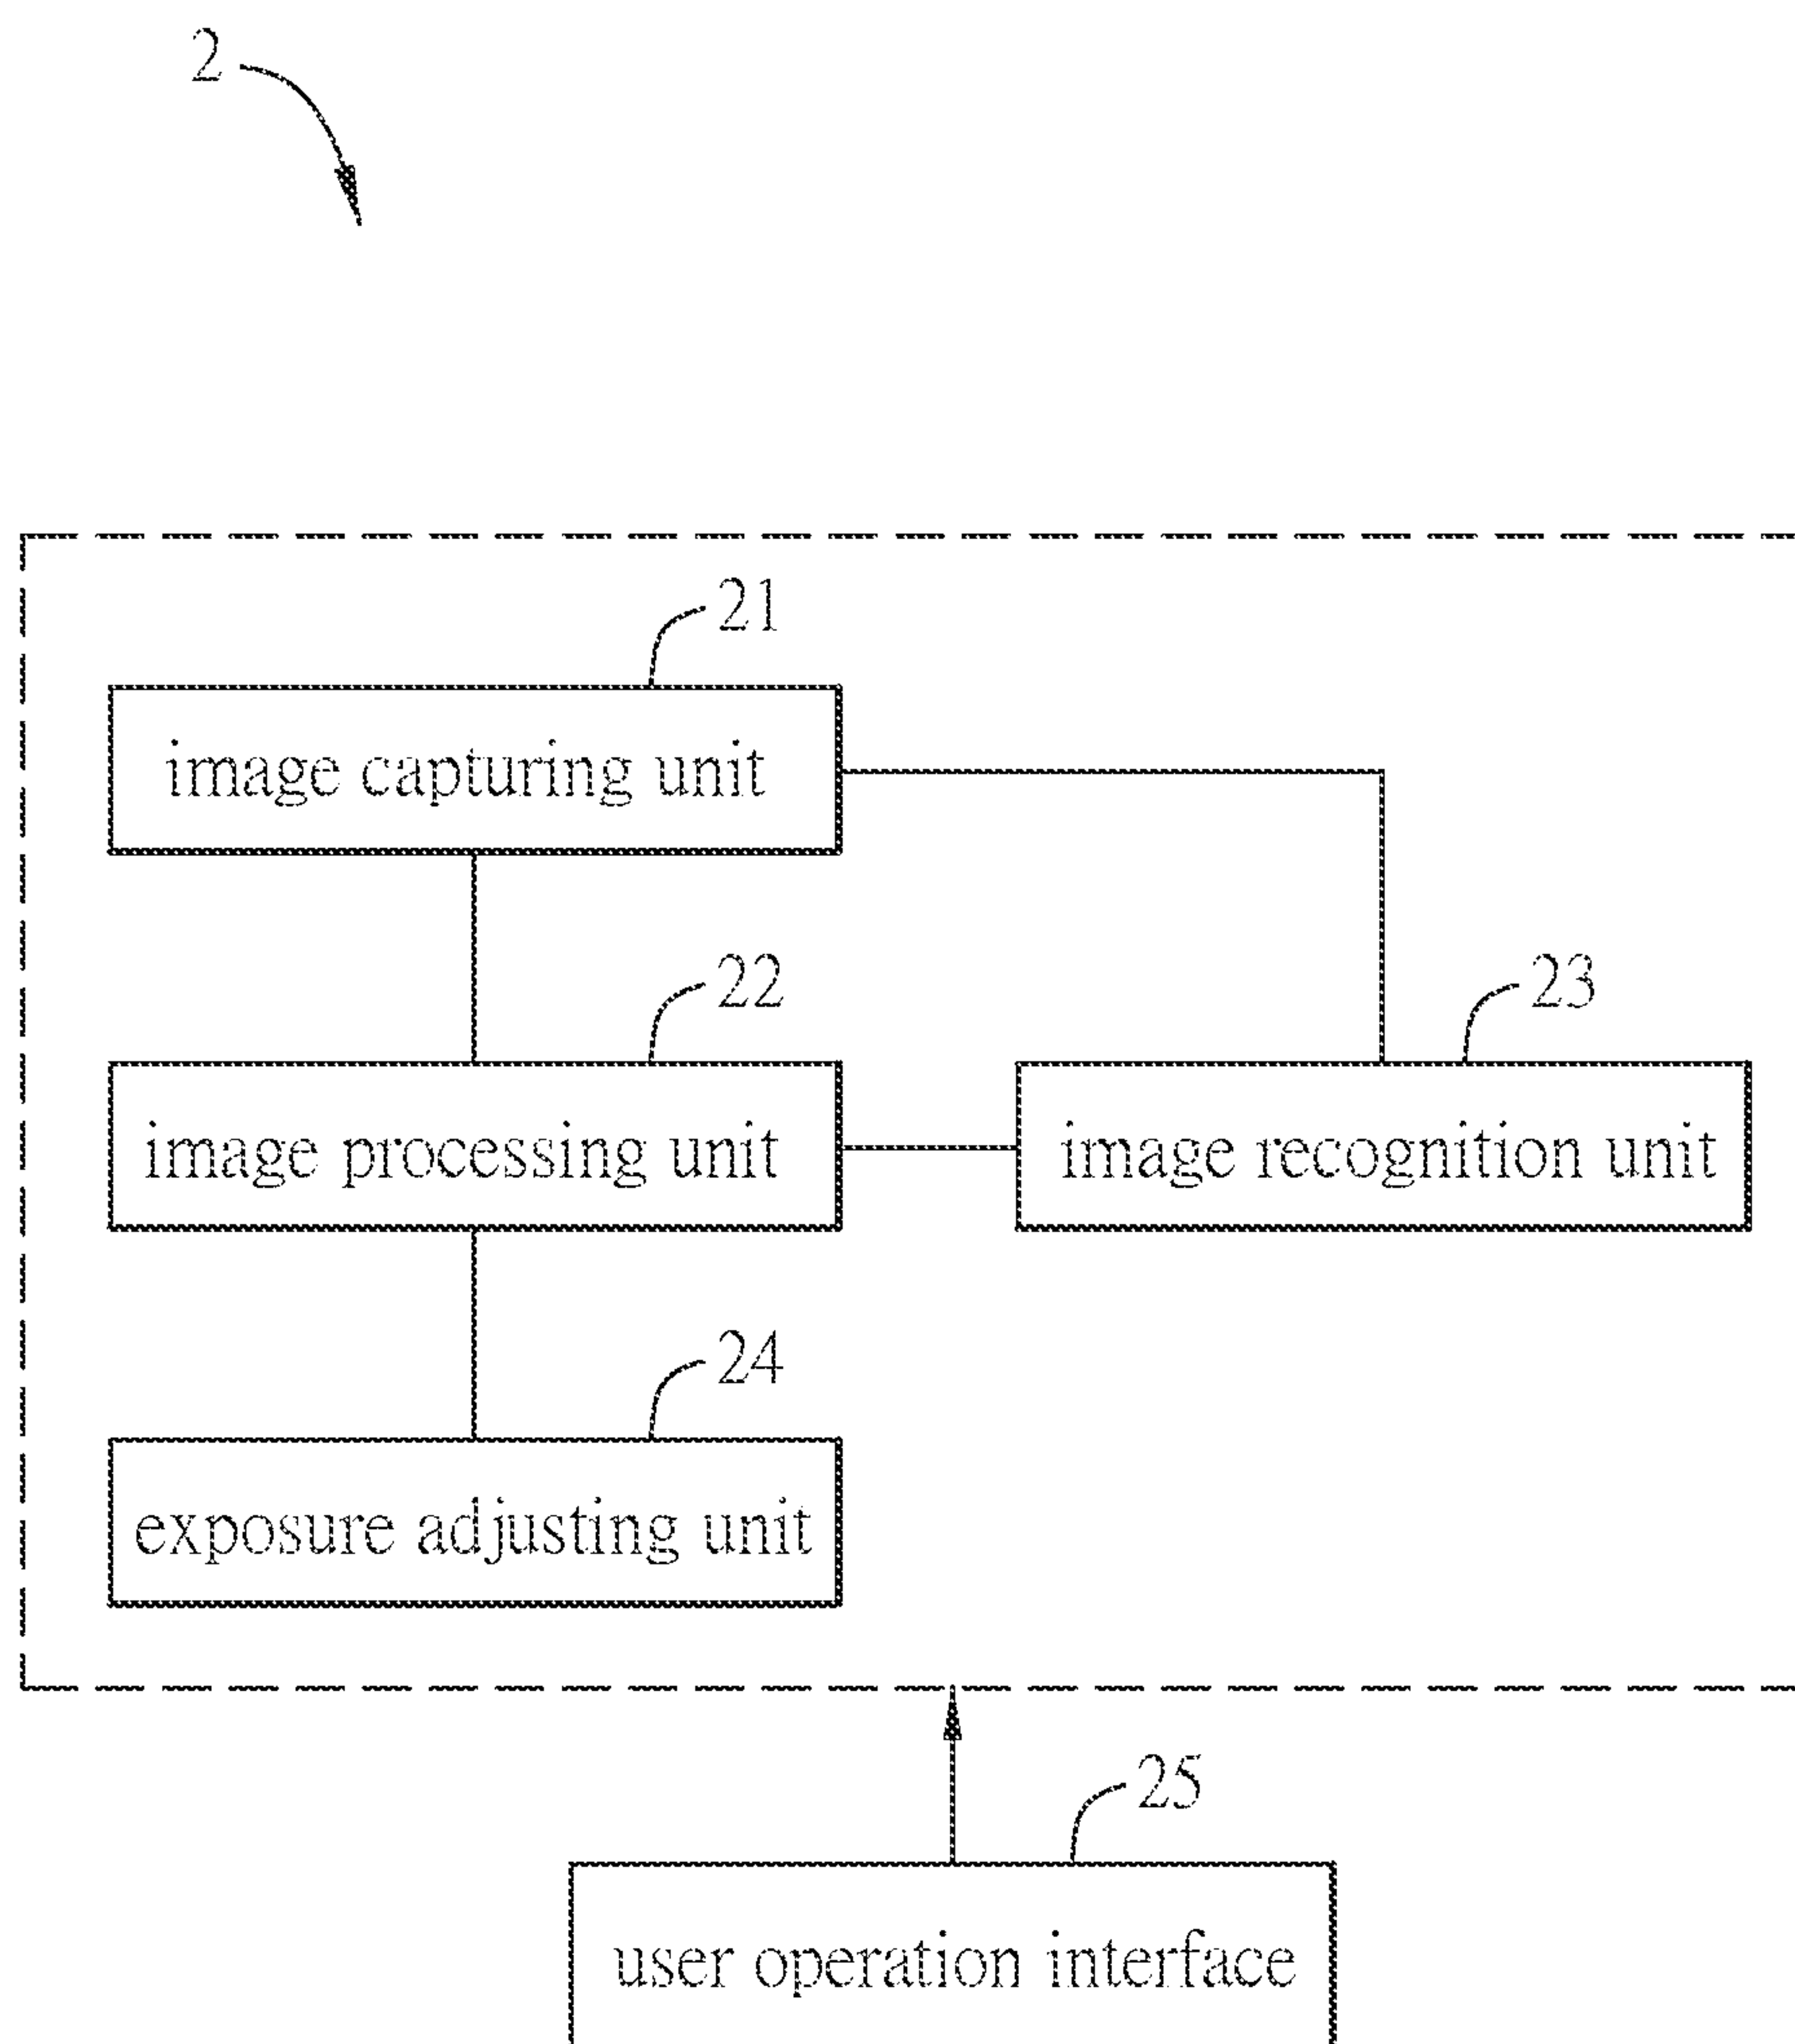 2
21
image capturing unit
22
23
image processing unit
image recognition unit
24
exposure adjusting unit
25
user operation interface